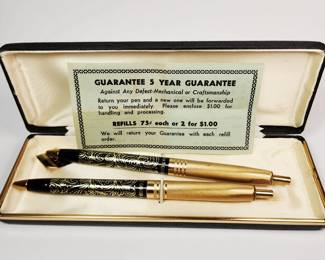 GUARANTEE 5 YEAR GUARANTEE
Against Any Defect-Mechanical or Craftsmanship
Return your pen and a new one will be forwarded
to you immediately. Please enclose $1.00 for
handling and processing.
REFILLS 75¢ each or 2 for $1.00
We will return your Guarantee with each refill
order.